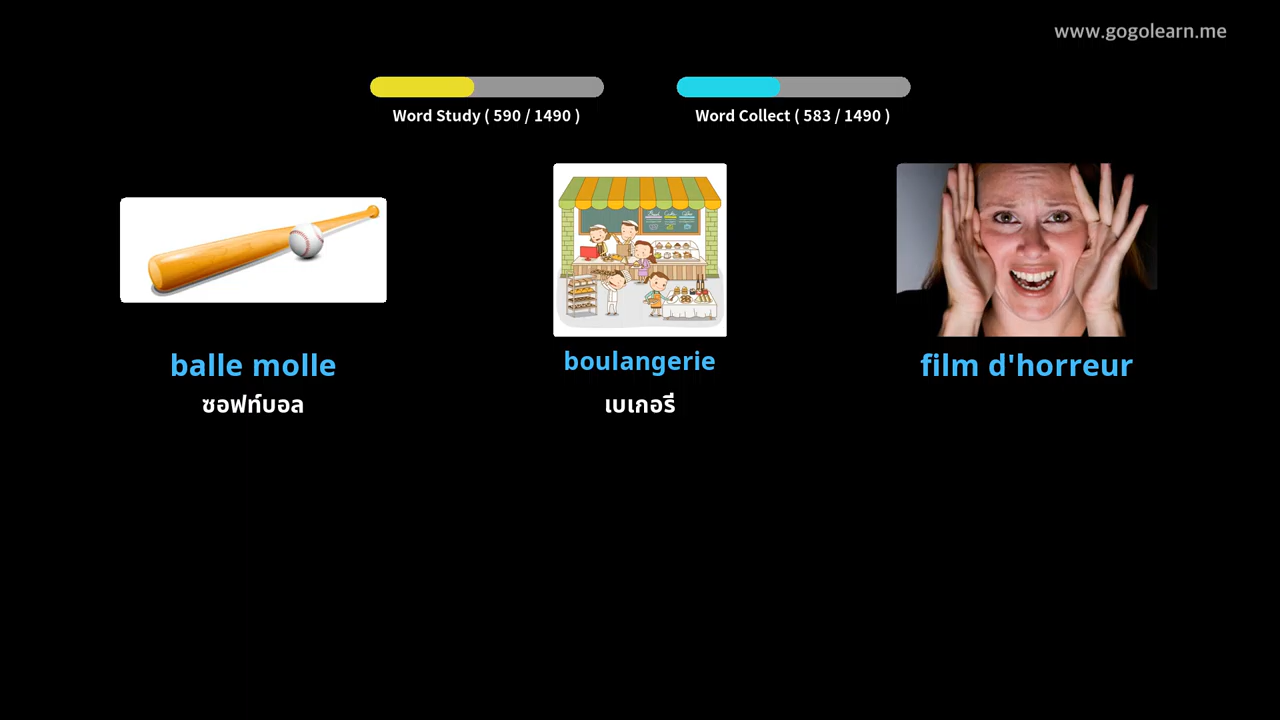 www.gogolearn.me
Word Study ( 590 / 1490 )
Word Collect ( 583 / 1490 )
balle molle
ซอฟท์บอล
boulangerie
เบเกอรี่
film d'horreur